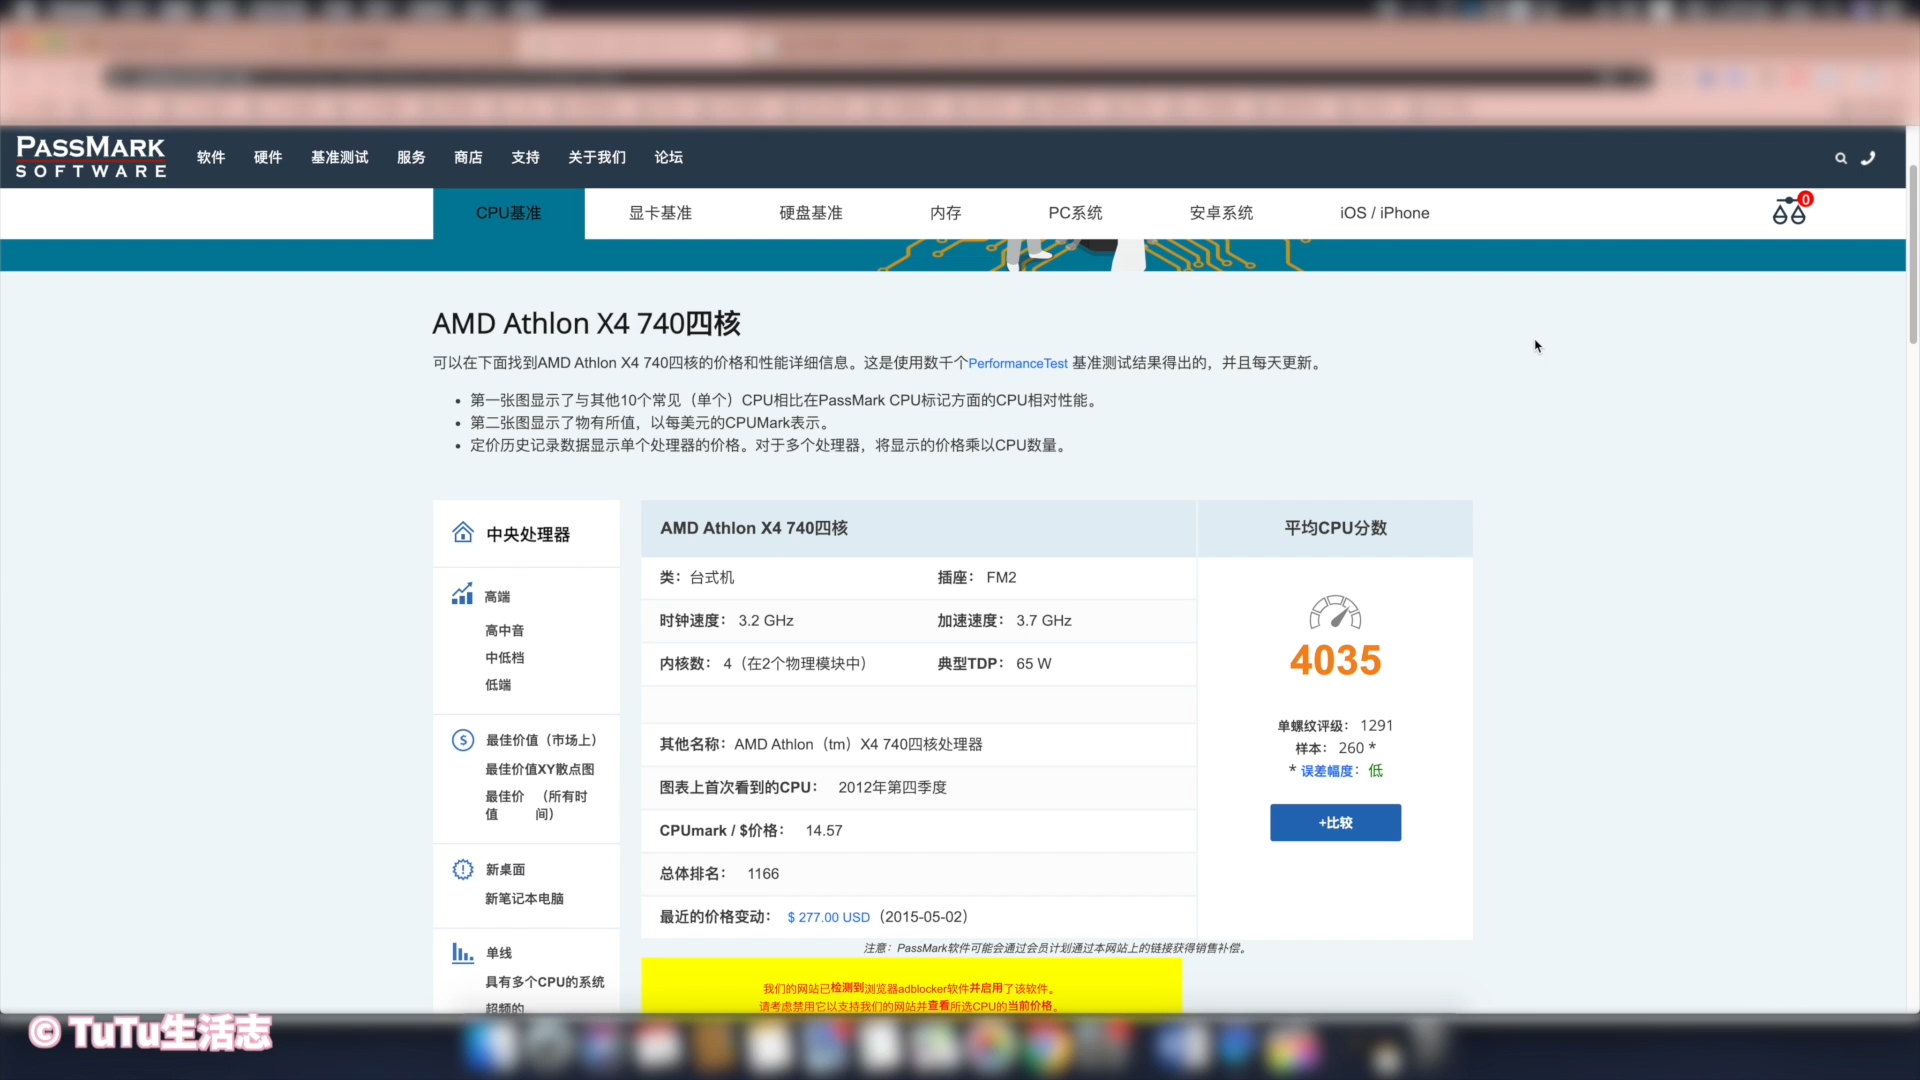 PASSMARK
SOFTWARE
软件 硬件 基准测试 服务 商店 支持 关于我们 论坛
CPU基准 显卡基准 硬盘基准 内存 PC系统 安卓系统 iOS / iPhone
0
AMD Athlon X4 740四核
可以在下面找到AMD Athlon X4 740四核的价格和性能详细信息。这是使用数千个PerformanceTest 基准测试结果得出的，并且每天更新。
• 第一张图显示了与其他10个常见（单个）CPU相比在PassMark CPU标记方面的CPU相对性能。
• 第二张图显示了物有所值，以每美元的CPUMark表示。
• 定价历史记录数据显示单个处理器的价格。对于多个处理器，将显示的价格乘以CPU数量。
中央处理器
高端
高中音
中低档
低端
最佳价值（市场上）
最佳价值XY散点图
最佳价值 （所有时间）
新桌面
新笔记本电脑
单线
具有多个CPU的系统
超频的
AMD Athlon X4 740四核
类： 台式机 插座： FM2
时钟速度： 3.2 GHz 加速速度： 3.7 GHz
内核数： 4（在2个物理模块中） 典型TDP： 65 W
其他名称： AMD Athlon（tm）X4 740四核处理器
图表上首次看到的CPU： 2012年第四季度
CPUmark / $价格： 14.57
总体排名： 1166
最近的价格变动： $ 277.00 USD（2015-05-02）
平均CPU分数
4035
单螺纹评级： 1291
样本： 260 *
* 误差幅度： 低
+比较
注意：PassMark软件可能会通过会员计划通过本网站上的链接获得销售补偿。
我们的网站已检测到浏览器adblocker软件并启用了该软件。
请考虑禁用它以支持我们的网站并查看所选CPU的当前价格。
© TuTu生活志